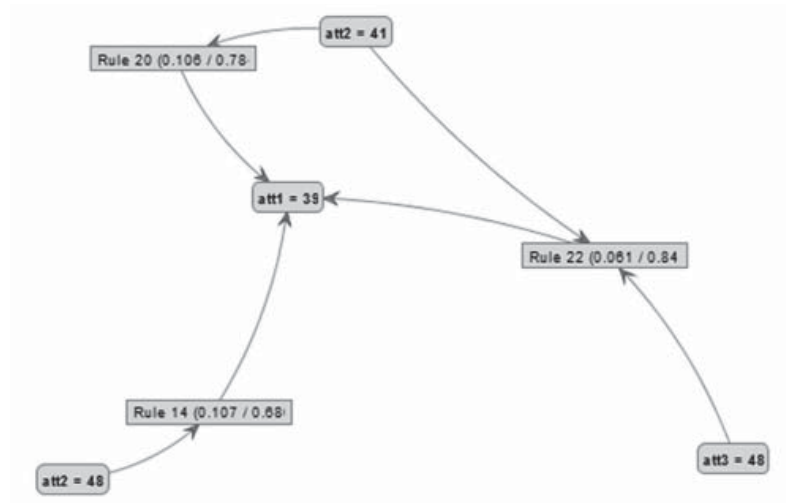 att2 = 41
Rule 20 (0.106 / 0.78
att1 = 39
Rule 22 (0.061 / 0.84
Rule 14 (0.107 / 0.68
att3 = 48
att2 = 48